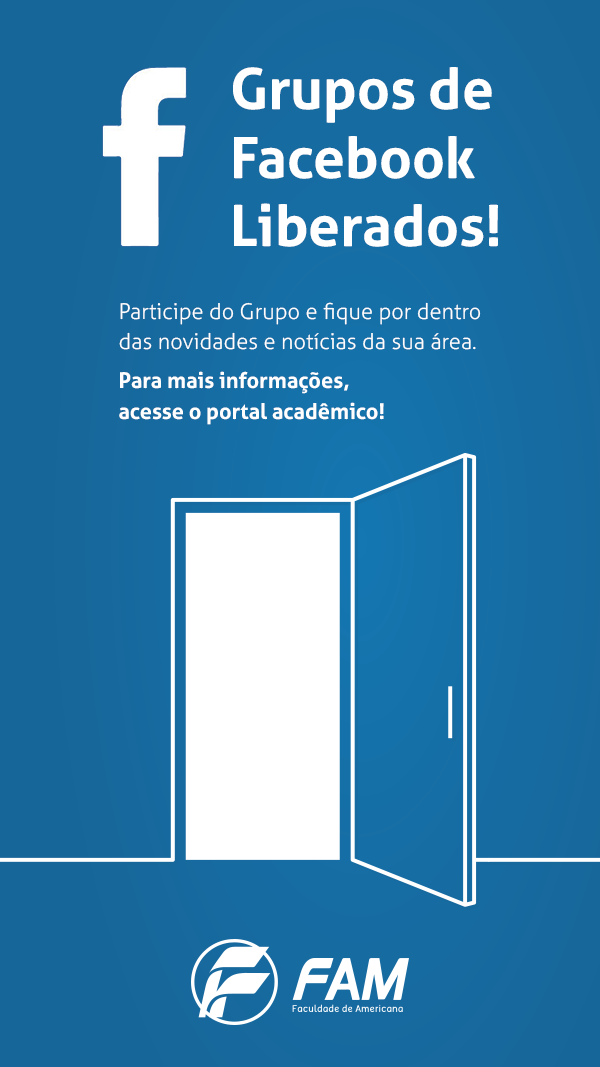 Grupos de
Facebook
Liberados!
Participe do Grupo e fique por dentro
das novidades e notícias da sua área.
Para mais informações,
acesse o portal acadêmico!
FAM
Faculdade de Americana